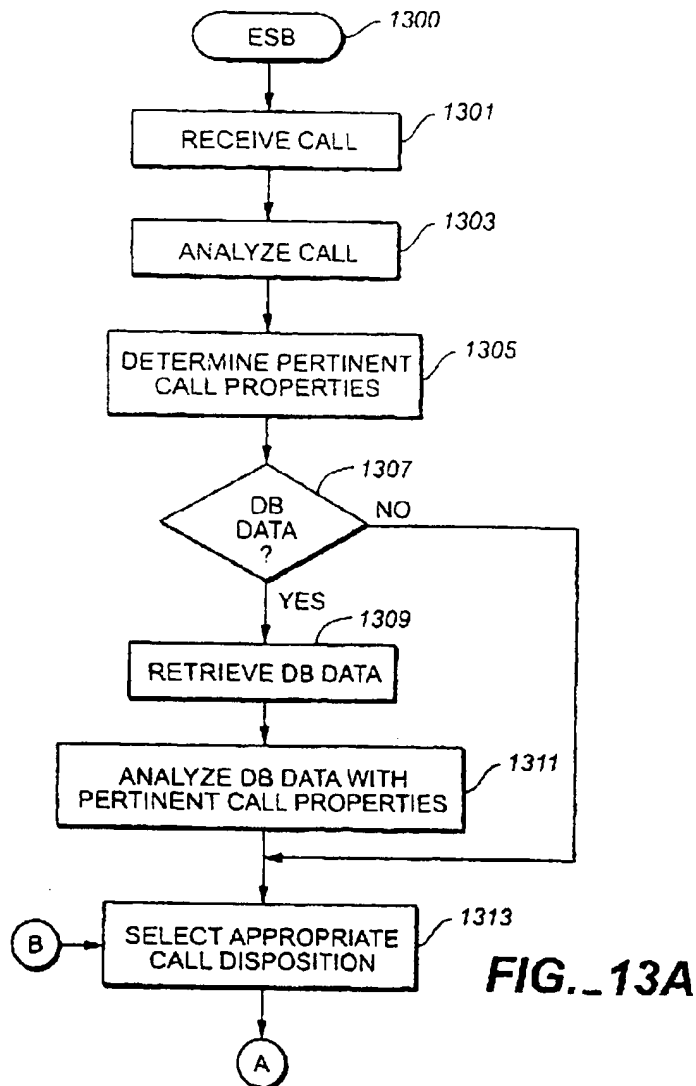 ESB
1300
RECEIVE CALL
1301
ANALYZE CALL
1303
DETERMINE PERTINENT
CALL PROPERTIES
1305
DB
DATA
?
1307
NO
YES
RETRIEVE DB DATA
1309
ANALYZE DB DATA WITH
PERTINENT CALL PROPERTIES
1311
B
SELECT APPROPRIATE
CALL DISPOSITION
1313
FIG._13A
A